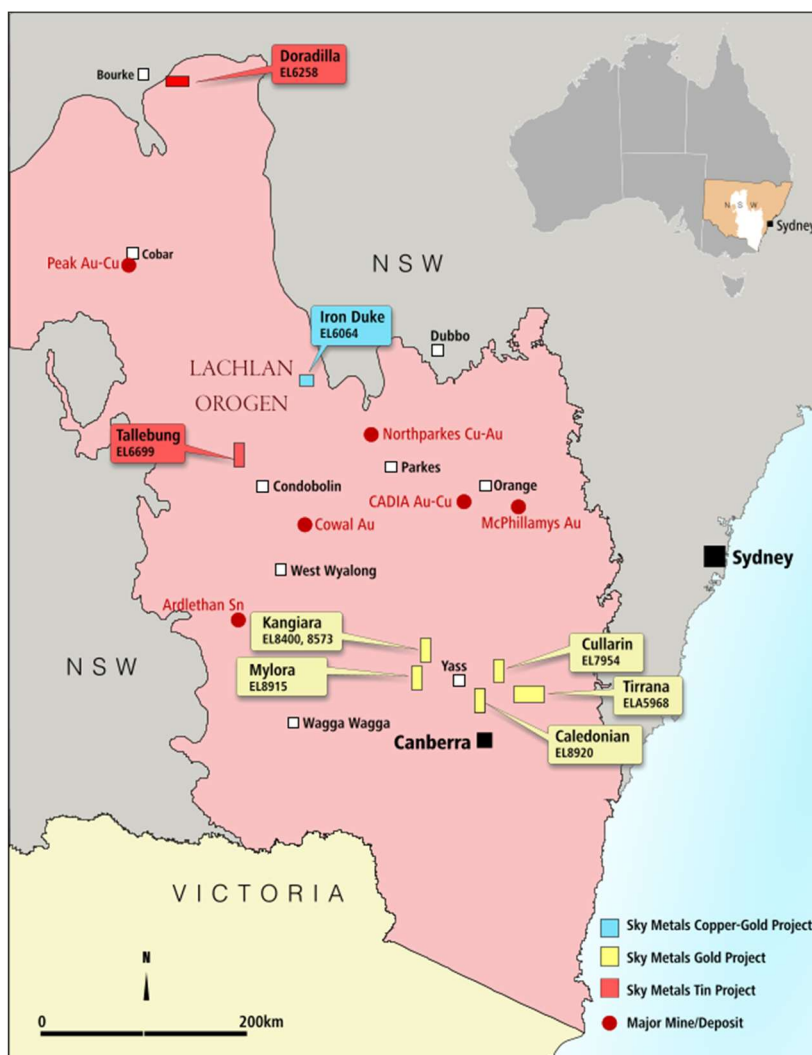 Doradilla
EL6258
Bourke
N S W
Sydney
Cobar
Peak Au-Cu
NSW
Iron Duke
EL6064
Dubbo
LACHLAN
OROGEN
Northparkes Cu-Au
Tallebung
EL6699
Parkes
Condobolin
Orange
CADIA Au-Cu
McPhillamys Au
Cowal Au
Sydney
West Wyalong
Ardlethan Sn
Kangiara
EL8400, 8573
Cullarin
EL7954
NSW
Mylora
EL8915
Yass
Tirrana
ELA5968
Wagga Wagga
Canberra
Caledonian
EL8920
VICTORIA
Sky Metals Copper-Gold Project
Sky Metals Gold Project
Sky Metals Tin Project
Major Mine/Deposit
N
0 200km